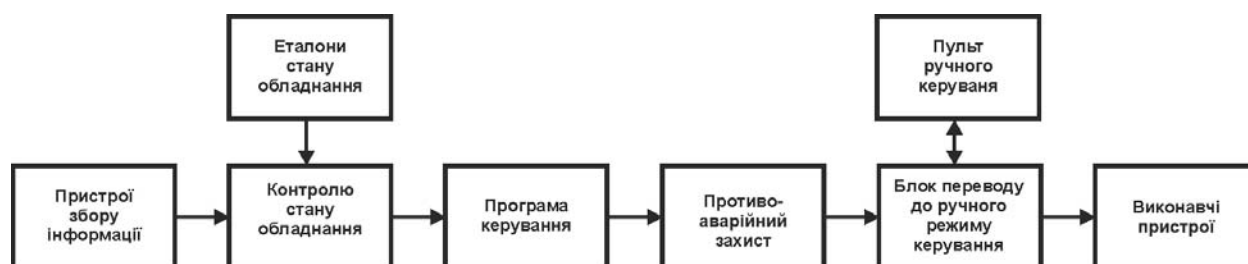 Еталони
стану
обладнання
Пульт
ручного
керуваня
Пристрої
збору
інформації
Контролю
стану
обладнання
Програма
керування
Противо-
аварійний
захист
Блок переводу
до ручного
режиму
керування
Виконавчі
пристрої